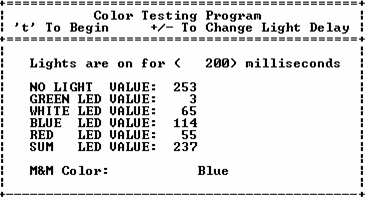 Color Testing Program
't' To Begin +/- To Change Light Delay
Lights are on for ( 200) milliseconds
NO LIGHT VALUE: 253
GREEN LED VALUE: 3
WHITE LED VALUE: 65
BLUE LED VALUE: 114
RED LED VALUE: 55
SUM LED VALUE: 237
M&M Color: Blue